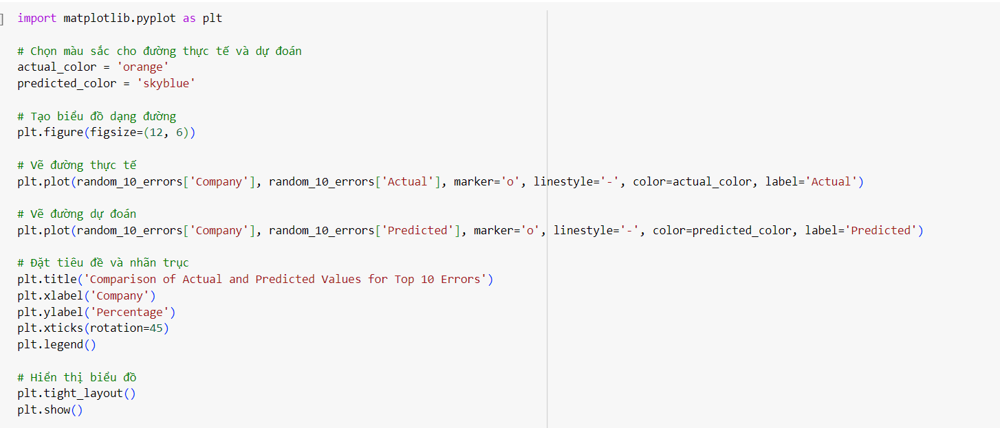 import matplotlib.pyplot as plt
# Chọn màu sắc cho đường thực tế và dự đoán
actual_color = 'orange'
predicted_color = 'skyblue'
# Tạo biểu đồ dạng đường
plt.figure(figsize=(12, 6))
# Vẽ đường thực tế
plt.plot(random_10_errors['Company'], random_10_errors['Actual'], marker='o', linestyle='-', color=actual_color, label='Actual')
# Vẽ đường dự đoán
plt.plot(random_10_errors['Company'], random_10_errors['Predicted'], marker='o', linestyle='-', color=predicted_color, label='Predicted')
# Đặt tiêu đề và nhãn trục
plt.title('Comparison of Actual and Predicted Values for Top 10 Errors')
plt.xlabel('Company')
plt.ylabel('Percentage')
plt.xticks(rotation=45)
plt.legend()
# Hiển thị biểu đồ
plt.tight_layout()
plt.show()